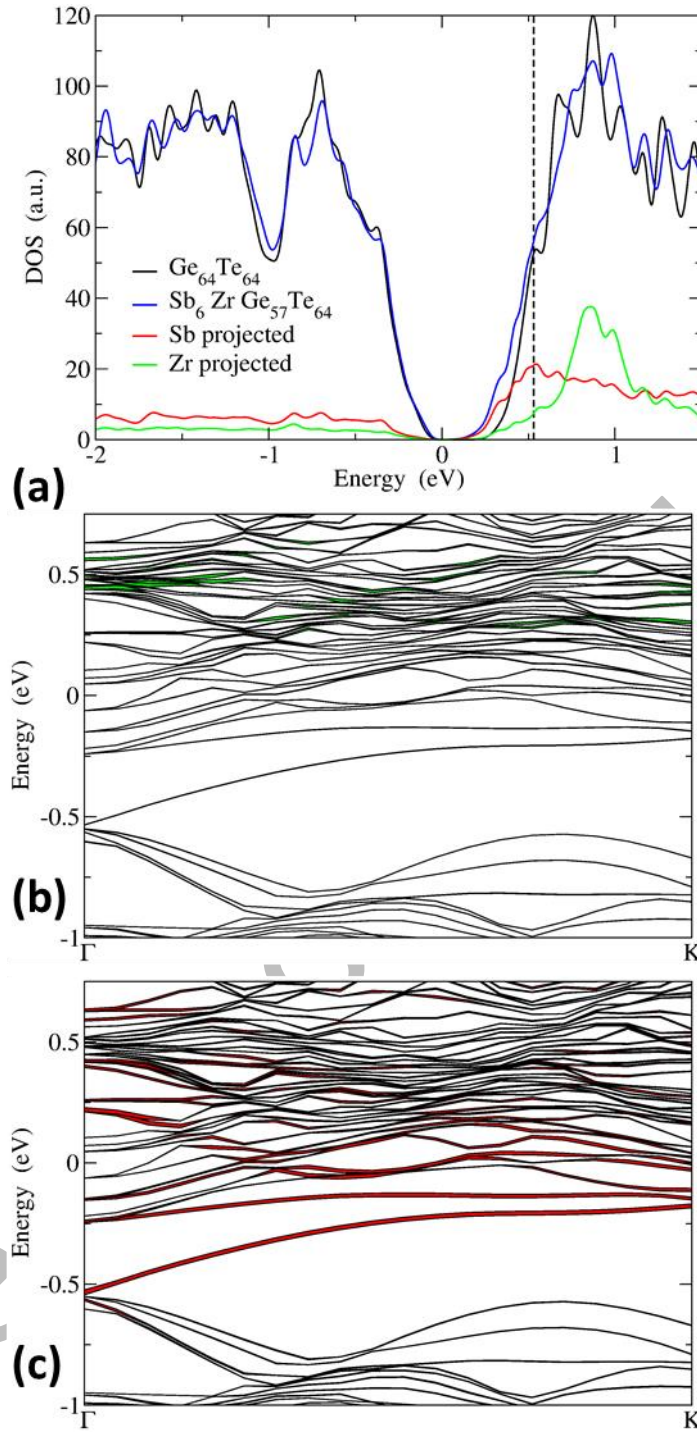 120
100
80
60
40
20
0
DOS (a.u.)
Ge₆₄Te₆₄
Sb₆ Zr Ge₅₇Te₆₄
Sb projected
Zr projected
-2 -1 0 1
Energy (eV)
(a)
0.5
0
-0.5
-1
Energy (eV)
(b)
Γ K
0.5
0
-0.5
-1
Energy (eV)
(c)
Γ K